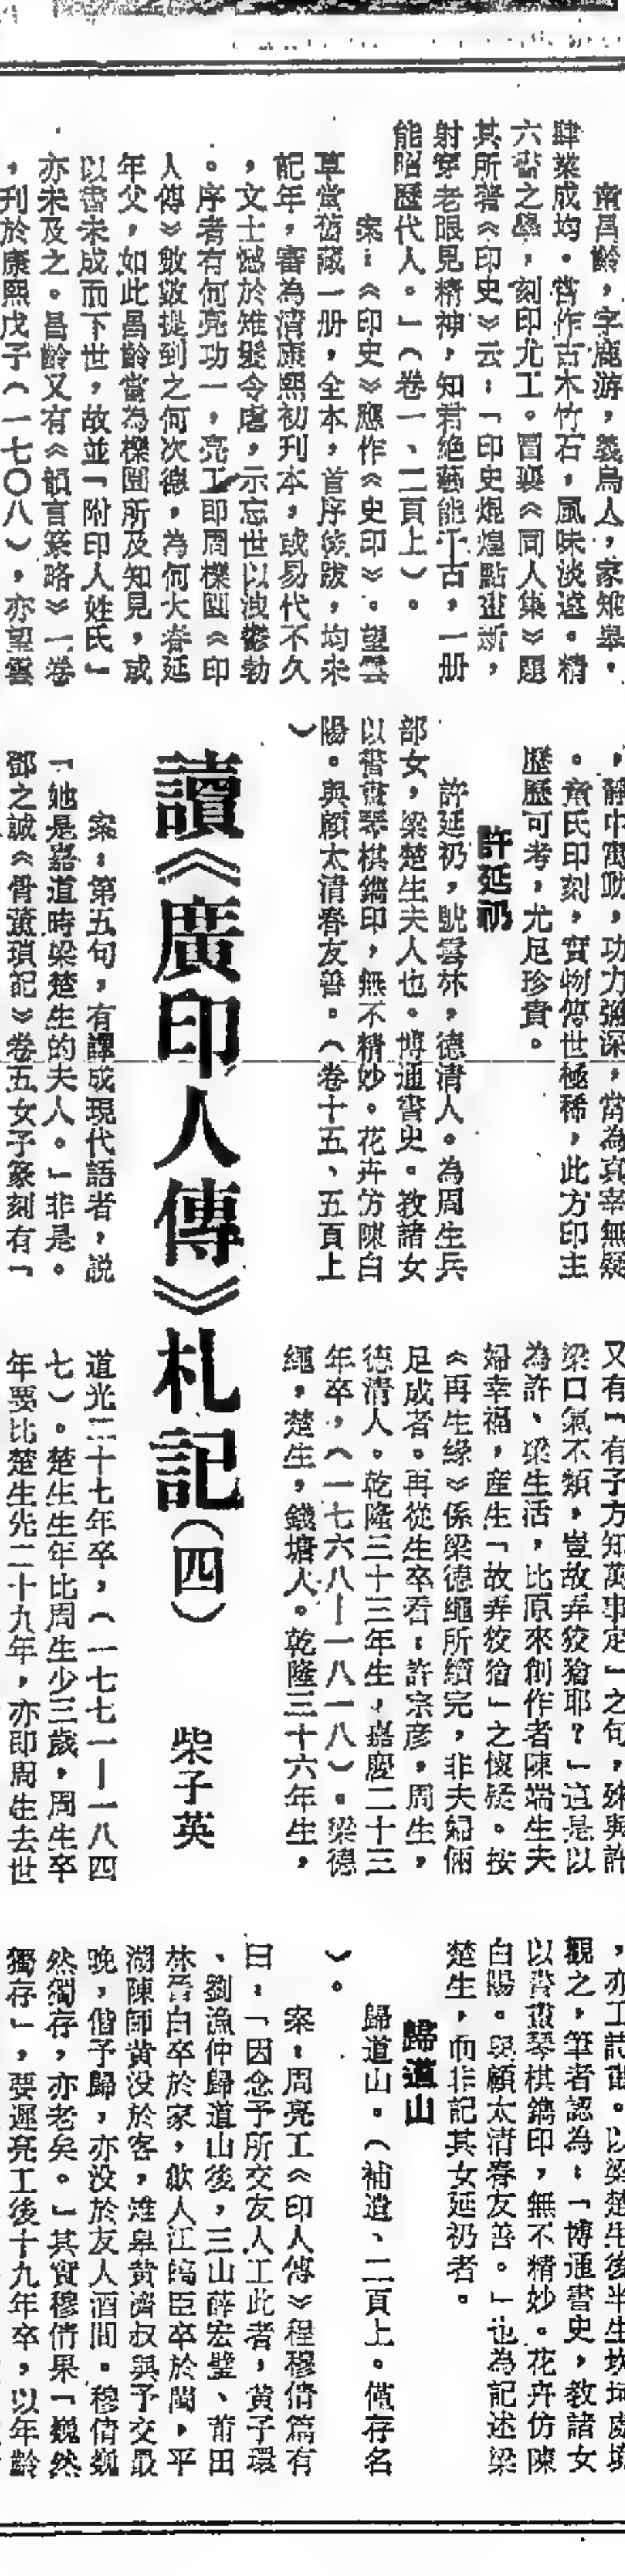 童昌齡，字鹿游，義烏人，家雉臯。
肆業成均。嘗作古木竹石，風味淡遠。精
六書之學，刻印尤工。冒襄《同人集》題
其所著《印史》云：「印史焜煌點畫新，
射穿老眼見精神，知君絕藝能千古，一册
能昭歷代人。」（卷一、二頁上）。
案：《印史》應作《史印》。望雲
草堂舊藏一册，全本，首序後跋，均未
記年，審為清康熙初刊本，或易代不久
，文士憾於雉髮令虐，示忘世以洩鬱勃
。序者有何亮功一，亮工即周櫟園《印
人傳》數數提到之何次德，為何大春延
年父，如此昌齡當為櫟園所及知見，或
以書未成而下世，故並「附印人姓氏」
亦未及之。昌齡又有《韻言篆略》一卷
，刊於康熙戊子（一七〇八），亦望雲
，靜中寓動，功力彌深，當為真幸無疑
。童氏印刻，實物傳世極稀，此方印主
歷歷可考，尤足珍貴。
許延礽
許延礽，號雲林，德清人。為周生兵
部女，梁楚生夫人也。博通書史。教諸女
以書畫琴棋鐫印，無不精妙。花卉仿陳白
陽。與顧太清春友善。（卷十五、五頁上
）
讀《廣印人傳》札記（四）
柴子英
案：第五句，有譯成現代語者，説
「她是嘉道時梁楚生的夫人。」非是。
鄧之誠《骨董瑣記》卷五女子篆刻有「
又有「有子方知萬事定」之句，殊與許
梁口氣不類，豈故弄狡獪耶？」這是以
為許、梁生活，比原來創作者陳端生夫
婦幸福，産生「故弄狡獪」之懷疑。按
《再生緣》係梁德繩所續完，非夫婦倆
足成者。再從生卒看：許宗彦，周生，
德清人。乾隆三十三年生，嘉慶二十三
年卒，（一七六八—一八一八）。梁德
繩，楚生，錢塘人。乾隆三十六年生，
道光二十七年卒，（一七七一—一八四
七）。楚生生年比周生少三歲，周生卒
年要比楚生先二十九年，亦印周生去世
，亦工詩畫。以梁楚生後半生坎坷處境
觀之，筆者認為：「博通書史，教諸女
以書畫琴棋鐫印，無不精妙。花卉仿陳
白陽。與顧太清春友善。」也為記述梁
楚生，而非記其女延礽者。
歸道山
歸道山。（補遺、二頁上。僅存名
）。
案：周亮工《印人傳》程穆倩篇有
曰：「因念予所交友人工此者，黄子環
、劉漁仲歸道山後，三山薛宏璧、莆田
林晉白卒於家，歙人江皜臣卒於閩，平
湖陳師黄没於客，雉臯黄濟叔與予交最
晚，偕予歸，亦没於友人酒間。穆倩巍
然獨存，亦老矣。」其實穆倩果「巍然
獨存」，要遲亮工後十九年卒，以年齡